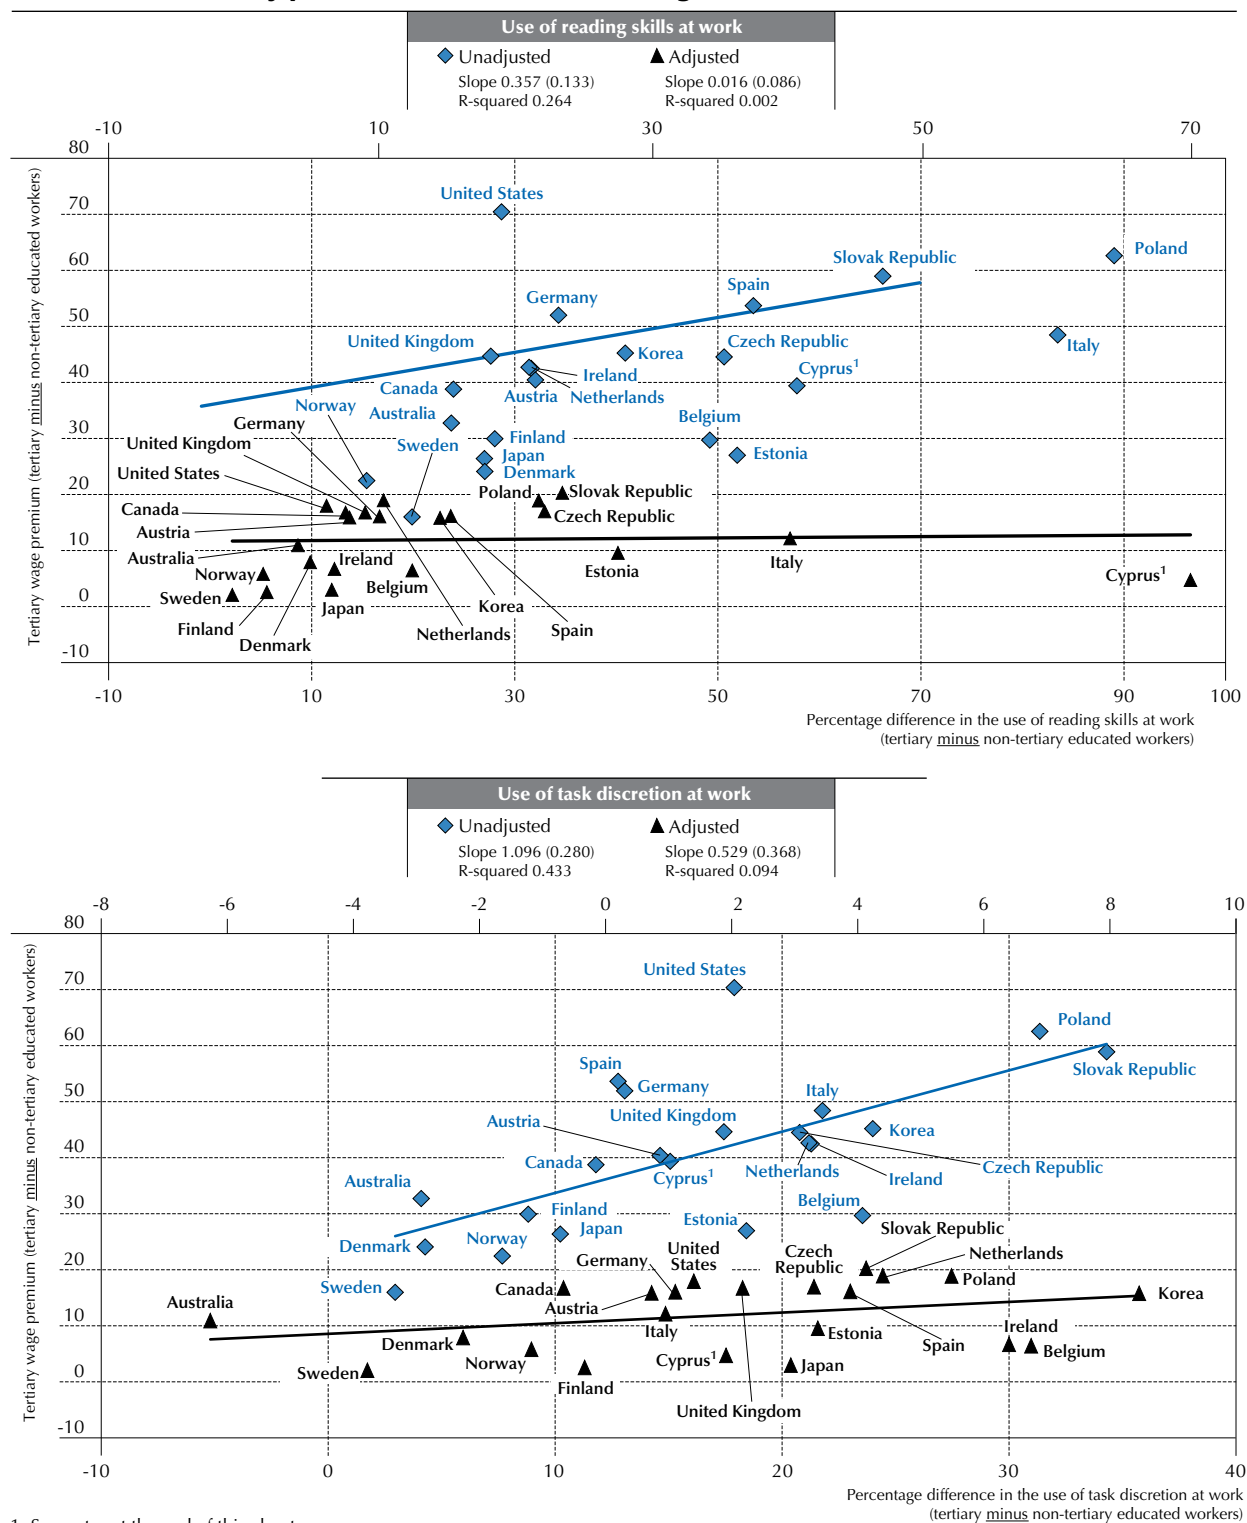 Use of reading skills at work
Unadjusted
Adjusted
Slope 0.357 (0.133)
Slope 0.016 (0.086)
R-squared 0.264
R-squared 0.002
-10 10 30 50 70
80
70
60
50
40
30
20
10
0
-10
Tertiary wage premium (tertiary minus non-tertiary educated workers)
United States
Poland
Slovak Republic
Spain
Germany
United Kingdom
Korea
Czech Republic
Italy
Ireland
Cyprus¹
Canada
Austria
Netherlands
Norway
Australia
Belgium
Germany
Finland
Sweden
United Kingdom
Japan
Estonia
United States
Denmark
Poland
Slovak Republic
Canada
Czech Republic
Austria
Australia
Ireland
Italy
Estonia
Norway
Belgium
Cyprus¹
Sweden
Japan
Korea
Finland
Netherlands
Spain
Denmark
-10 10 30 50 70 90 100
Percentage difference in the use of reading skills at work
(tertiary minus non-tertiary educated workers)
Use of task discretion at work
Unadjusted
Adjusted
Slope 1.096 (0.280)
Slope 0.529 (0.368)
R-squared 0.433
R-squared 0.094
-8 -6 -4 -2 0 2 4 6 8 10
80
70
60
50
40
30
20
10
0
-10
Tertiary wage premium (tertiary minus non-tertiary educated workers)
United States
Poland
Spain
Slovak Republic
Germany
Italy
United Kingdom
Austria
Korea
Canada
Netherlands
Czech Republic
Cyprus¹
Ireland
Australia
Belgium
Finland
Estonia
Japan
Slovak Republic
Norway
Denmark
United
States
Czech
Republic
Netherlands
Germany
Poland
Sweden
Canada
Korea
Australia
Austria
Ireland
Italy
Estonia
Denmark
Spain
Belgium
Norway
Cyprus¹
Japan
Sweden
Finland
United Kingdom
-10 0 10 20 30 40
Percentage difference in the use of task discretion at work
(tertiary minus non-tertiary educated workers)